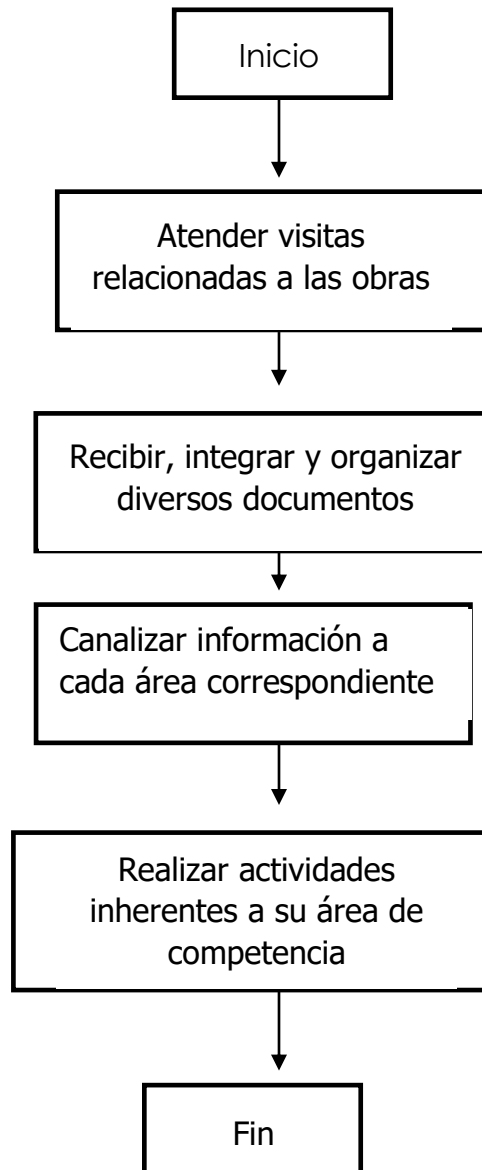 Inicio
Atender visitas
relacionadas a las obras
Recibir, integrar y organizar
diversos documentos
Canalizar información a
cada área correspondiente
Realizar actividades
inherentes a su área de
competencia
Fin